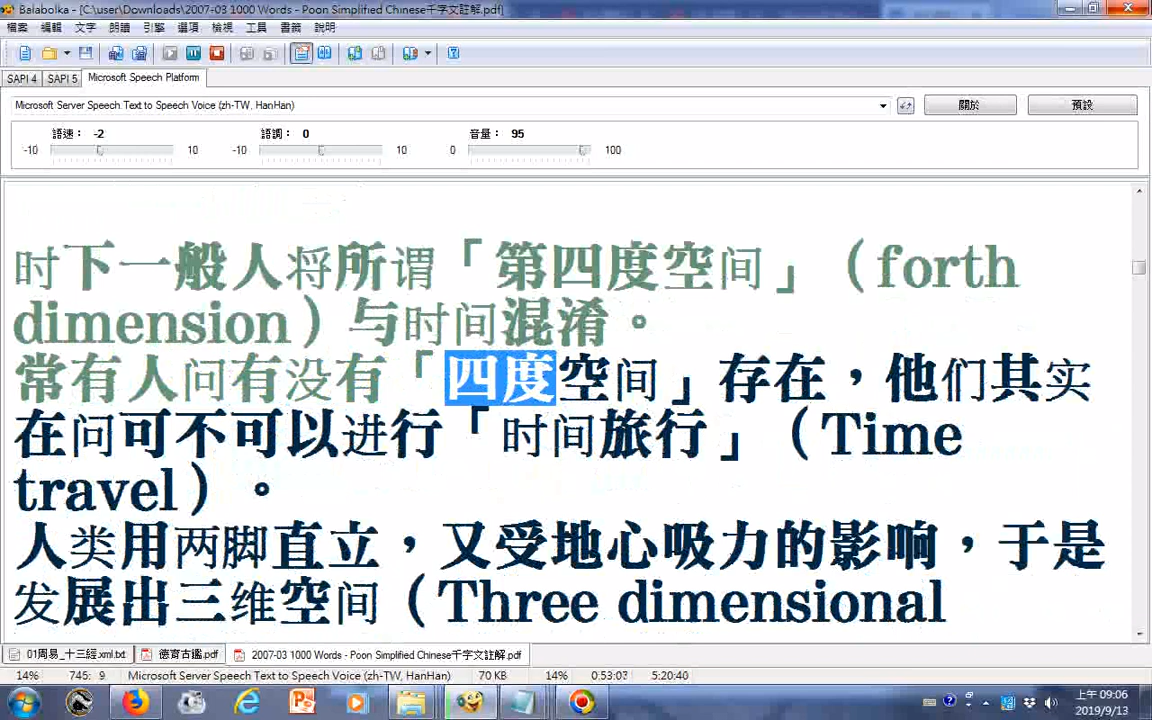 Balabolka - [C:\user\Downloads\2007-03 1000 Words - Poon Simplified Chinese千字文註解.pdf]
檔案 編輯 文字 朗讀 引擎 選項 檢視 工具 書籤 說明
SAPI 4 SAPI 5 Microsoft Speech Platform
Microsoft Server Speech Text to Speech Voice (zh-TW, HanHan) 關於 預設
語速： -2 語調： 0 音量： 95
-10 10 -10 10 0 100
时下一般人将所谓「第四度空间」（forth
dimension）与时间混淆。
常有人问有没有「四度空间」存在，他们其实
在问可不可以进行「时间旅行」（Time
travel）。
人类用两脚直立，又受地心吸力的影响，于是
发展出三维空间（Three dimensional
01周易_十三經.xml.txt 德育古鑑.pdf 2007-03 1000 Words - Poon Simplified Chinese千字文註解.pdf
14% 745: 9 Microsoft Server Speech Text to Speech Voice (zh-TW, HanHan) 70 KB 14% 0:53:03 5:20:40
上午 09:06
2019/9/13